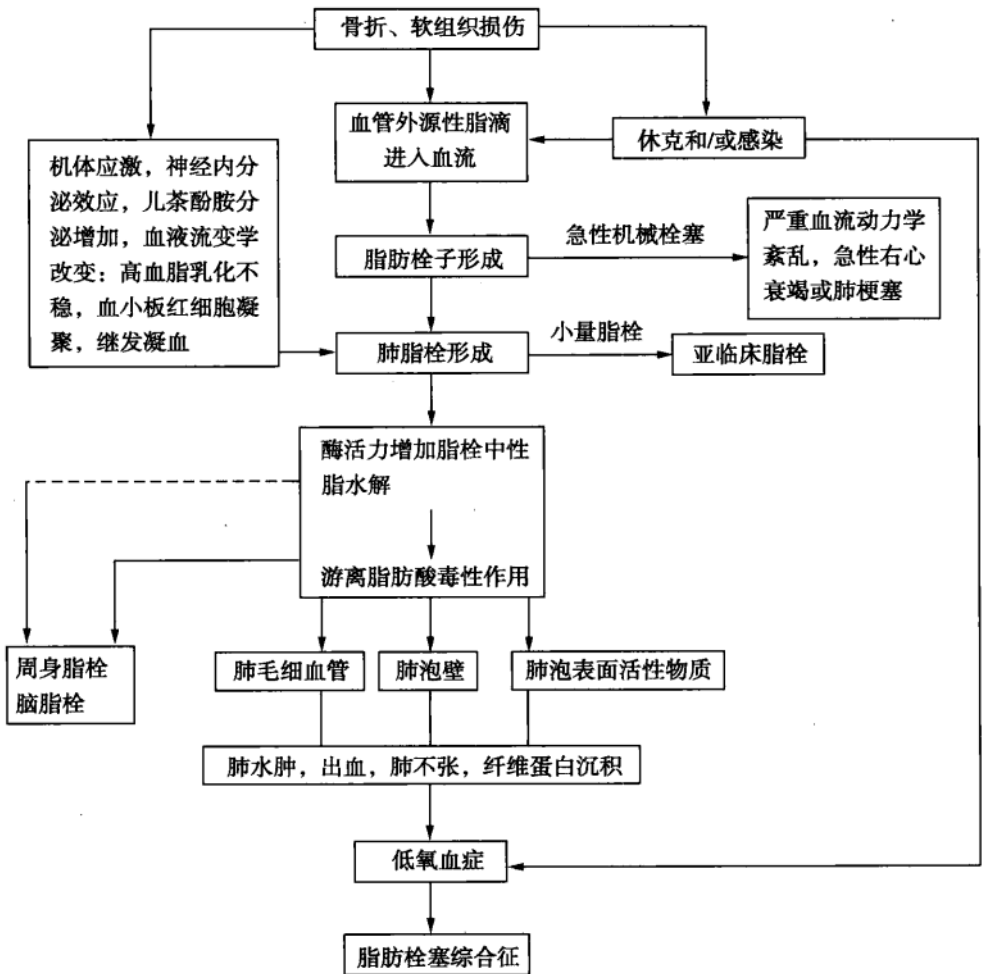 骨折、软组织损伤
血管外源性脂滴
进入血流
休克和/或感染
机体应激，神经内分
泌效应，儿茶酚胺分
泌增加，血液流变学
改变：高血脂乳化不
稳，血小板红细胞凝
聚，继发凝血
脂肪栓子形成
急性机械栓塞
严重血流动力学
紊乱，急性右心
衰竭或肺梗塞
肺脂栓形成
小量脂栓
亚临床脂栓
酶活力增加脂栓中性
脂水解
游离脂肪酸毒性作用
周身脂栓
脑脂栓
肺毛细血管
肺泡壁
肺泡表面活性物质
肺水肿，出血，肺不张，纤维蛋白沉积
低氧血症
脂肪栓塞综合征